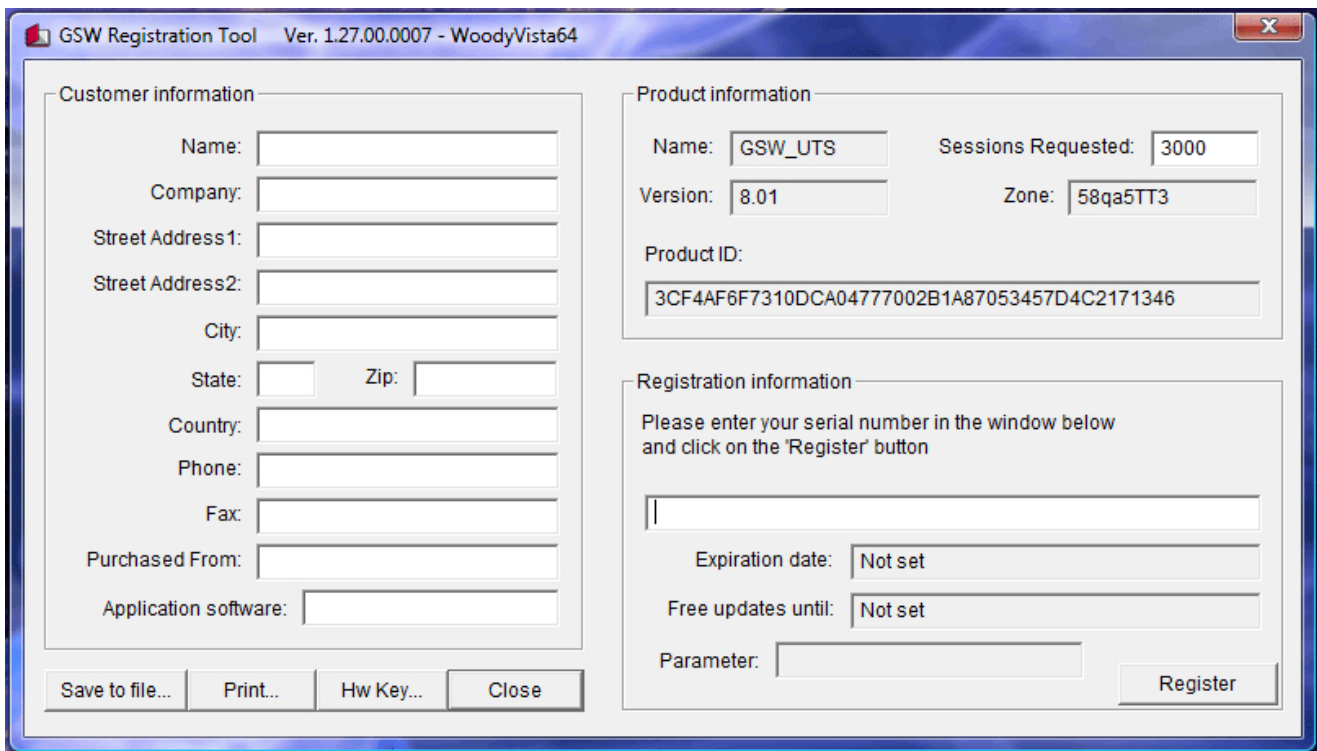 GSW Registration Tool Ver. 1.27.00.0007 - WoodyVista64
Customer information
Name:
Company:
Street Address1:
Street Address2:
City:
State: Zip:
Country:
Phone:
Fax:
Purchased From:
Application software:
Save to file... Print... Hw Key... Close
Product information
Name: GSW_UTS Sessions Requested: 3000
Version: 8.01 Zone: 58qa5TT3
Product ID:
3CF4AF6F7310DCA04777002B1A87053457D4C2171346
Registration information
Please enter your serial number in the window below
and click on the 'Register' button
Expiration date: Not set
Free updates until: Not set
Parameter:
Register